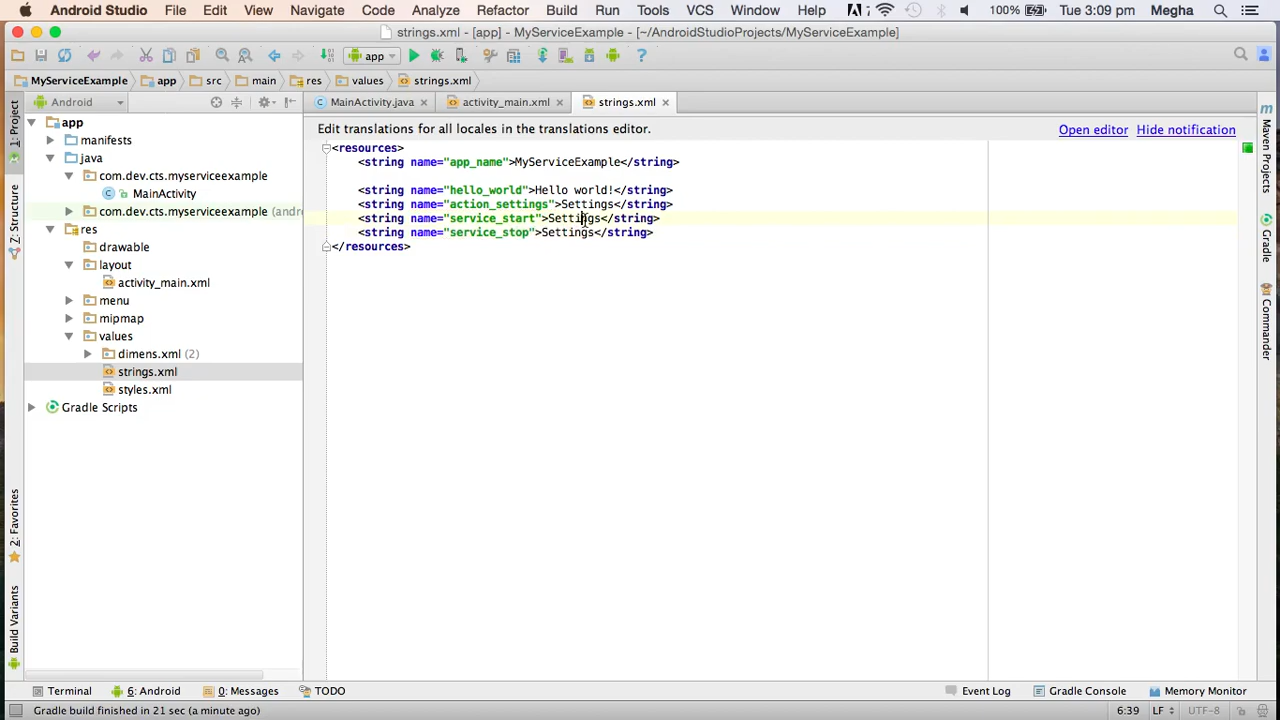 Android Studio File Edit View Navigate Code Analyze Refactor Build Run Tools VCS Window Help 100% Tue 3:09 pm Megha
strings.xml - [app] - MyServiceExample - [~/AndroidStudioProjects/MyServiceExample]
app
MyServiceExample app src main res values strings.xml
Android MainActivity.java activity_main.xml strings.xml
Edit translations for all locales in the translations editor. Open editor Hide notification
1: Project
Z: Structure
2: Favorites
Build Variants
app
manifests
java
com.dev.cts.myserviceexample
MainActivity
com.dev.cts.myserviceexample (andr
res
drawable
layout
activity_main.xml
menu
mipmap
values
dimens.xml (2)
strings.xml
styles.xml
Gradle Scripts
<resources>
<string name="app_name">MyServiceExample</string>
<string name="hello_world">Hello world!</string>
<string name="action_settings">Settings</string>
<string name="service_start">Settings</string>
<string name="service_stop">Settings</string>
</resources>
Maven Projects
Gradle
Commander
Terminal 6: Android 0: Messages TODO Event Log Gradle Console Memory Monitor
Gradle build finished in 21 sec (a minute ago) 6:39 LF UTF-8